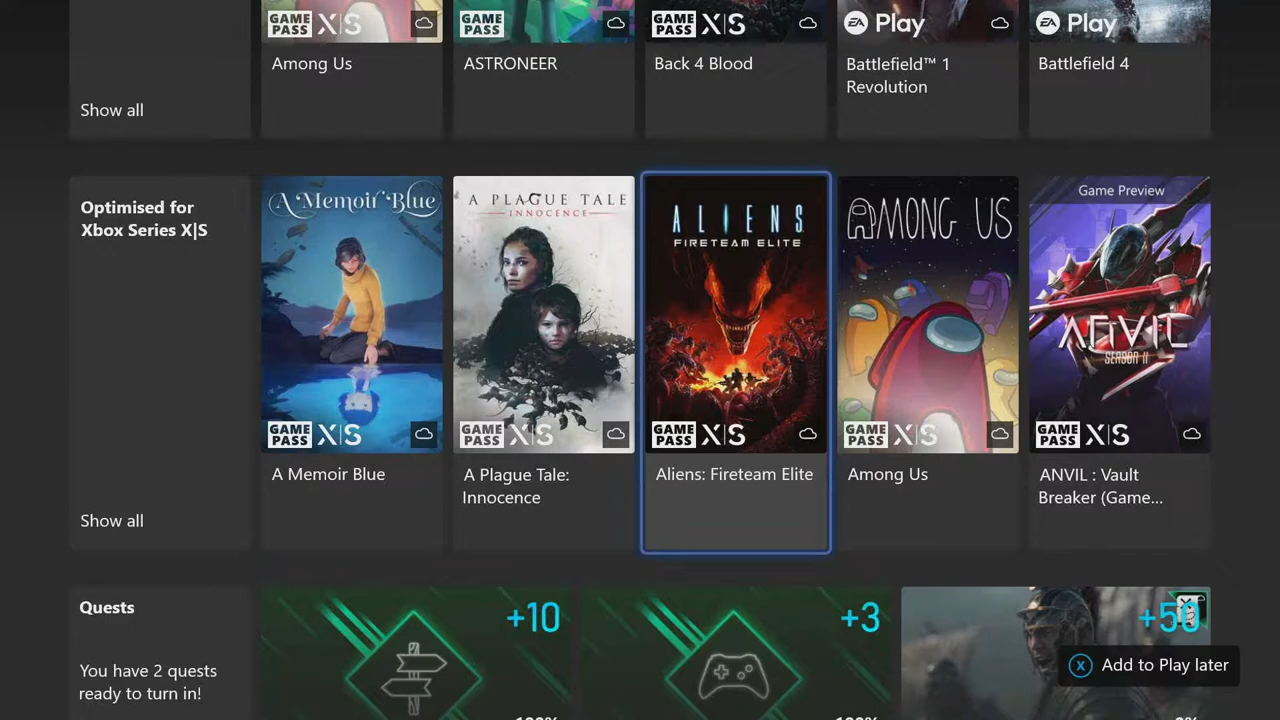 GAME PASS X|S
GAME PASS X|S
GAME PASS X|S
EA Play
EA Play
Among Us
ASTRONEER
Back 4 Blood
Battlefield™ 1
Revolution
Battlefield 4
Show all
Optimised for
Xbox Series X|S
Show all
A Memoir Blue
GAME PASS X|S
A Memoir Blue
A PLAGUE TALE
INNOCENCE
GAME PASS X|S
A Plague Tale:
Innocence
ALIENS
FIRETEAM ELITE
GAME PASS X|S
Aliens: Fireteam Elite
AMONG US
GAME PASS X|S
Among Us
Game Preview
ANVIL
SEASON II
GAME PASS X|S
ANVIL : Vault
Breaker (Game...
Quests
You have 2 quests
ready to turn in!
+10
+3
+50
X Add to Play later